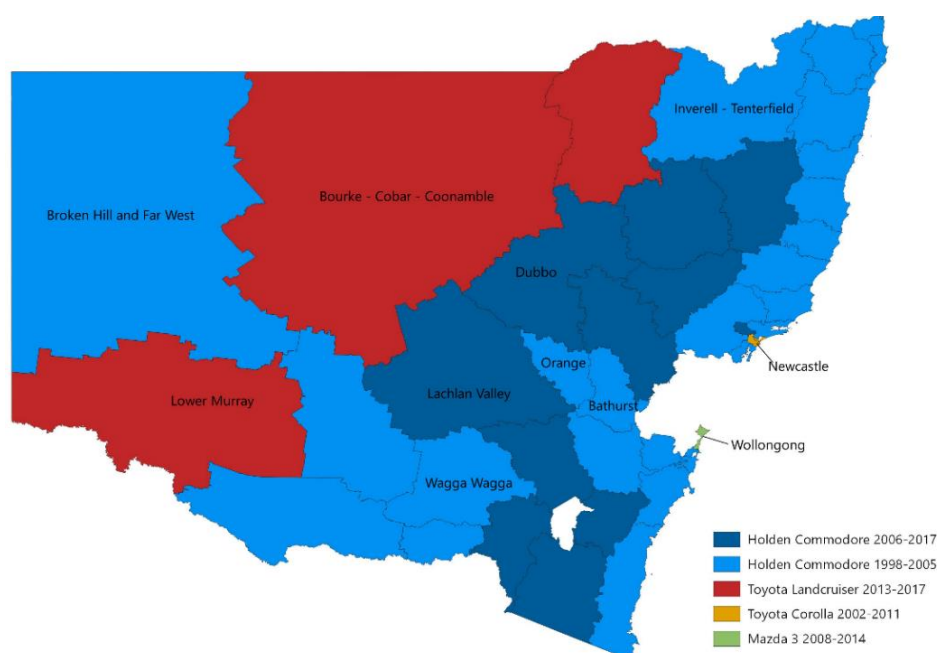 Inverell - Tenterfield
Bourke - Cobar - Coonamble
Broken Hill and Far West
Dubbo
Orange
Newcastle
Lachlan Valley
Lower Murray
Bathurst
Wollongong
Wagga Wagga
Holden Commodore 2006-2017
Holden Commodore 1998-2005
Toyota Landcruiser 2013-2017
Toyota Corolla 2002-2011
Mazda 3 2008-2014